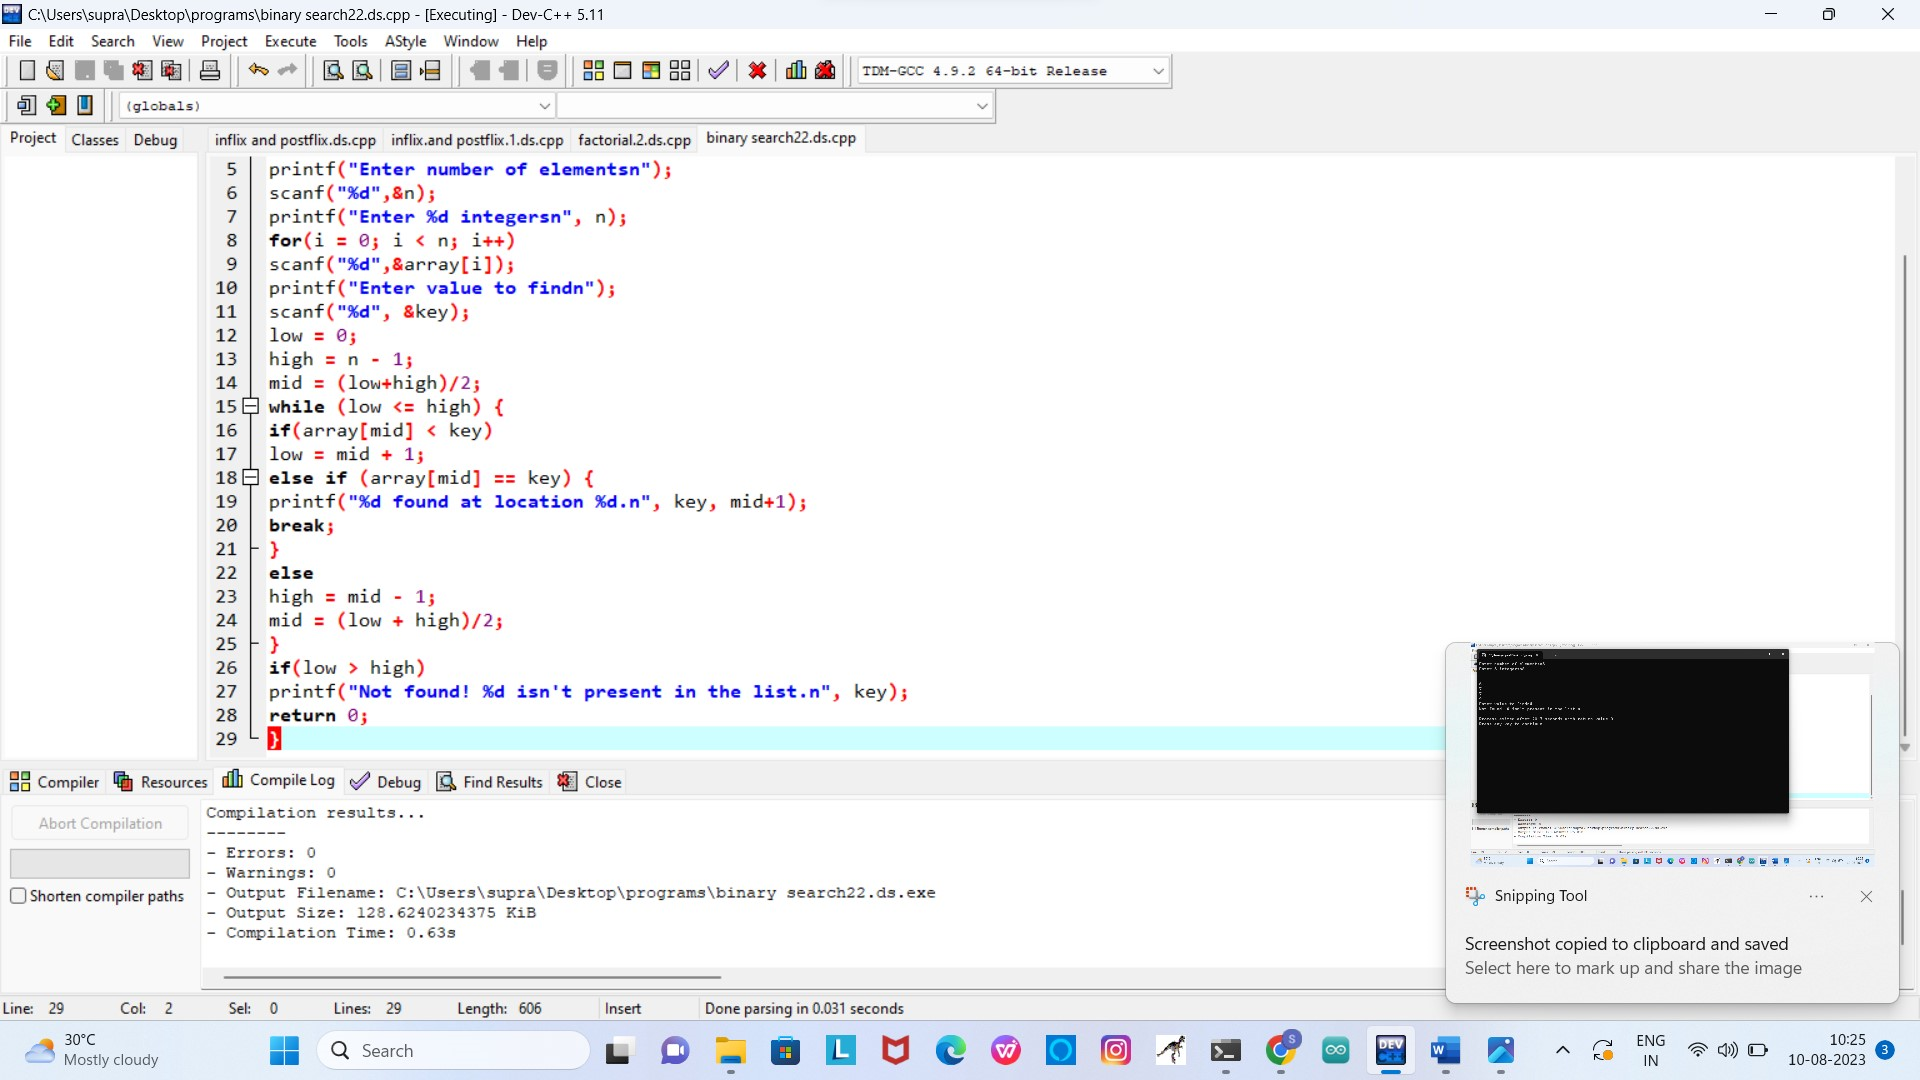 C:\Users\supra\Desktop\programs\binary search22.ds.cpp - [Executing] - Dev-C++ 5.11
File Edit Search View Project Execute Tools AStyle Window Help
TDM-GCC 4.9.2 64-bit Release
(globals)
Project Classes Debug
inflix and postflix.ds.cpp inflix.and postflix.1.ds.cpp factorial.2.ds.cpp binary search22.ds.cpp
5 printf("Enter number of elementsn");
6 scanf("%d",&n);
7 printf("Enter %d integersn", n);
8 for(i = 0; i < n; i++)
9 scanf("%d",&array[i]);
10 printf("Enter value to findn");
11 scanf("%d", &key);
12 low = 0;
13 high = n - 1;
14 mid = (low+high)/2;
15 while (low <= high) {
16 if(array[mid] < key)
17 low = mid + 1;
18 else if (array[mid] == key) {
19 printf("%d found at location %d.n", key, mid+1);
20 break;
21 }
22 else
23 high = mid - 1;
24 mid = (low + high)/2;
25 }
26 if(low > high)
27 printf("Not found! %d isn't present in the list.n", key);
28 return 0;
29 }
Compiler Resources Compile Log Debug Find Results Close
Abort Compilation
Shorten compiler paths
Compilation results...
--------
- Errors: 0
- Warnings: 0
- Output Filename: C:\Users\supra\Desktop\programs\binary search22.ds.exe
- Output Size: 128.6240234375 KiB
- Compilation Time: 0.63s
Snipping Tool
Screenshot copied to clipboard and saved
Select here to mark up and share the image
Line: 29 Col: 2 Sel: 0 Lines: 29 Length: 606 Insert Done parsing in 0.031 seconds
30°C
Mostly cloudy
Search
ENG
IN
10:25
10-08-2023
3